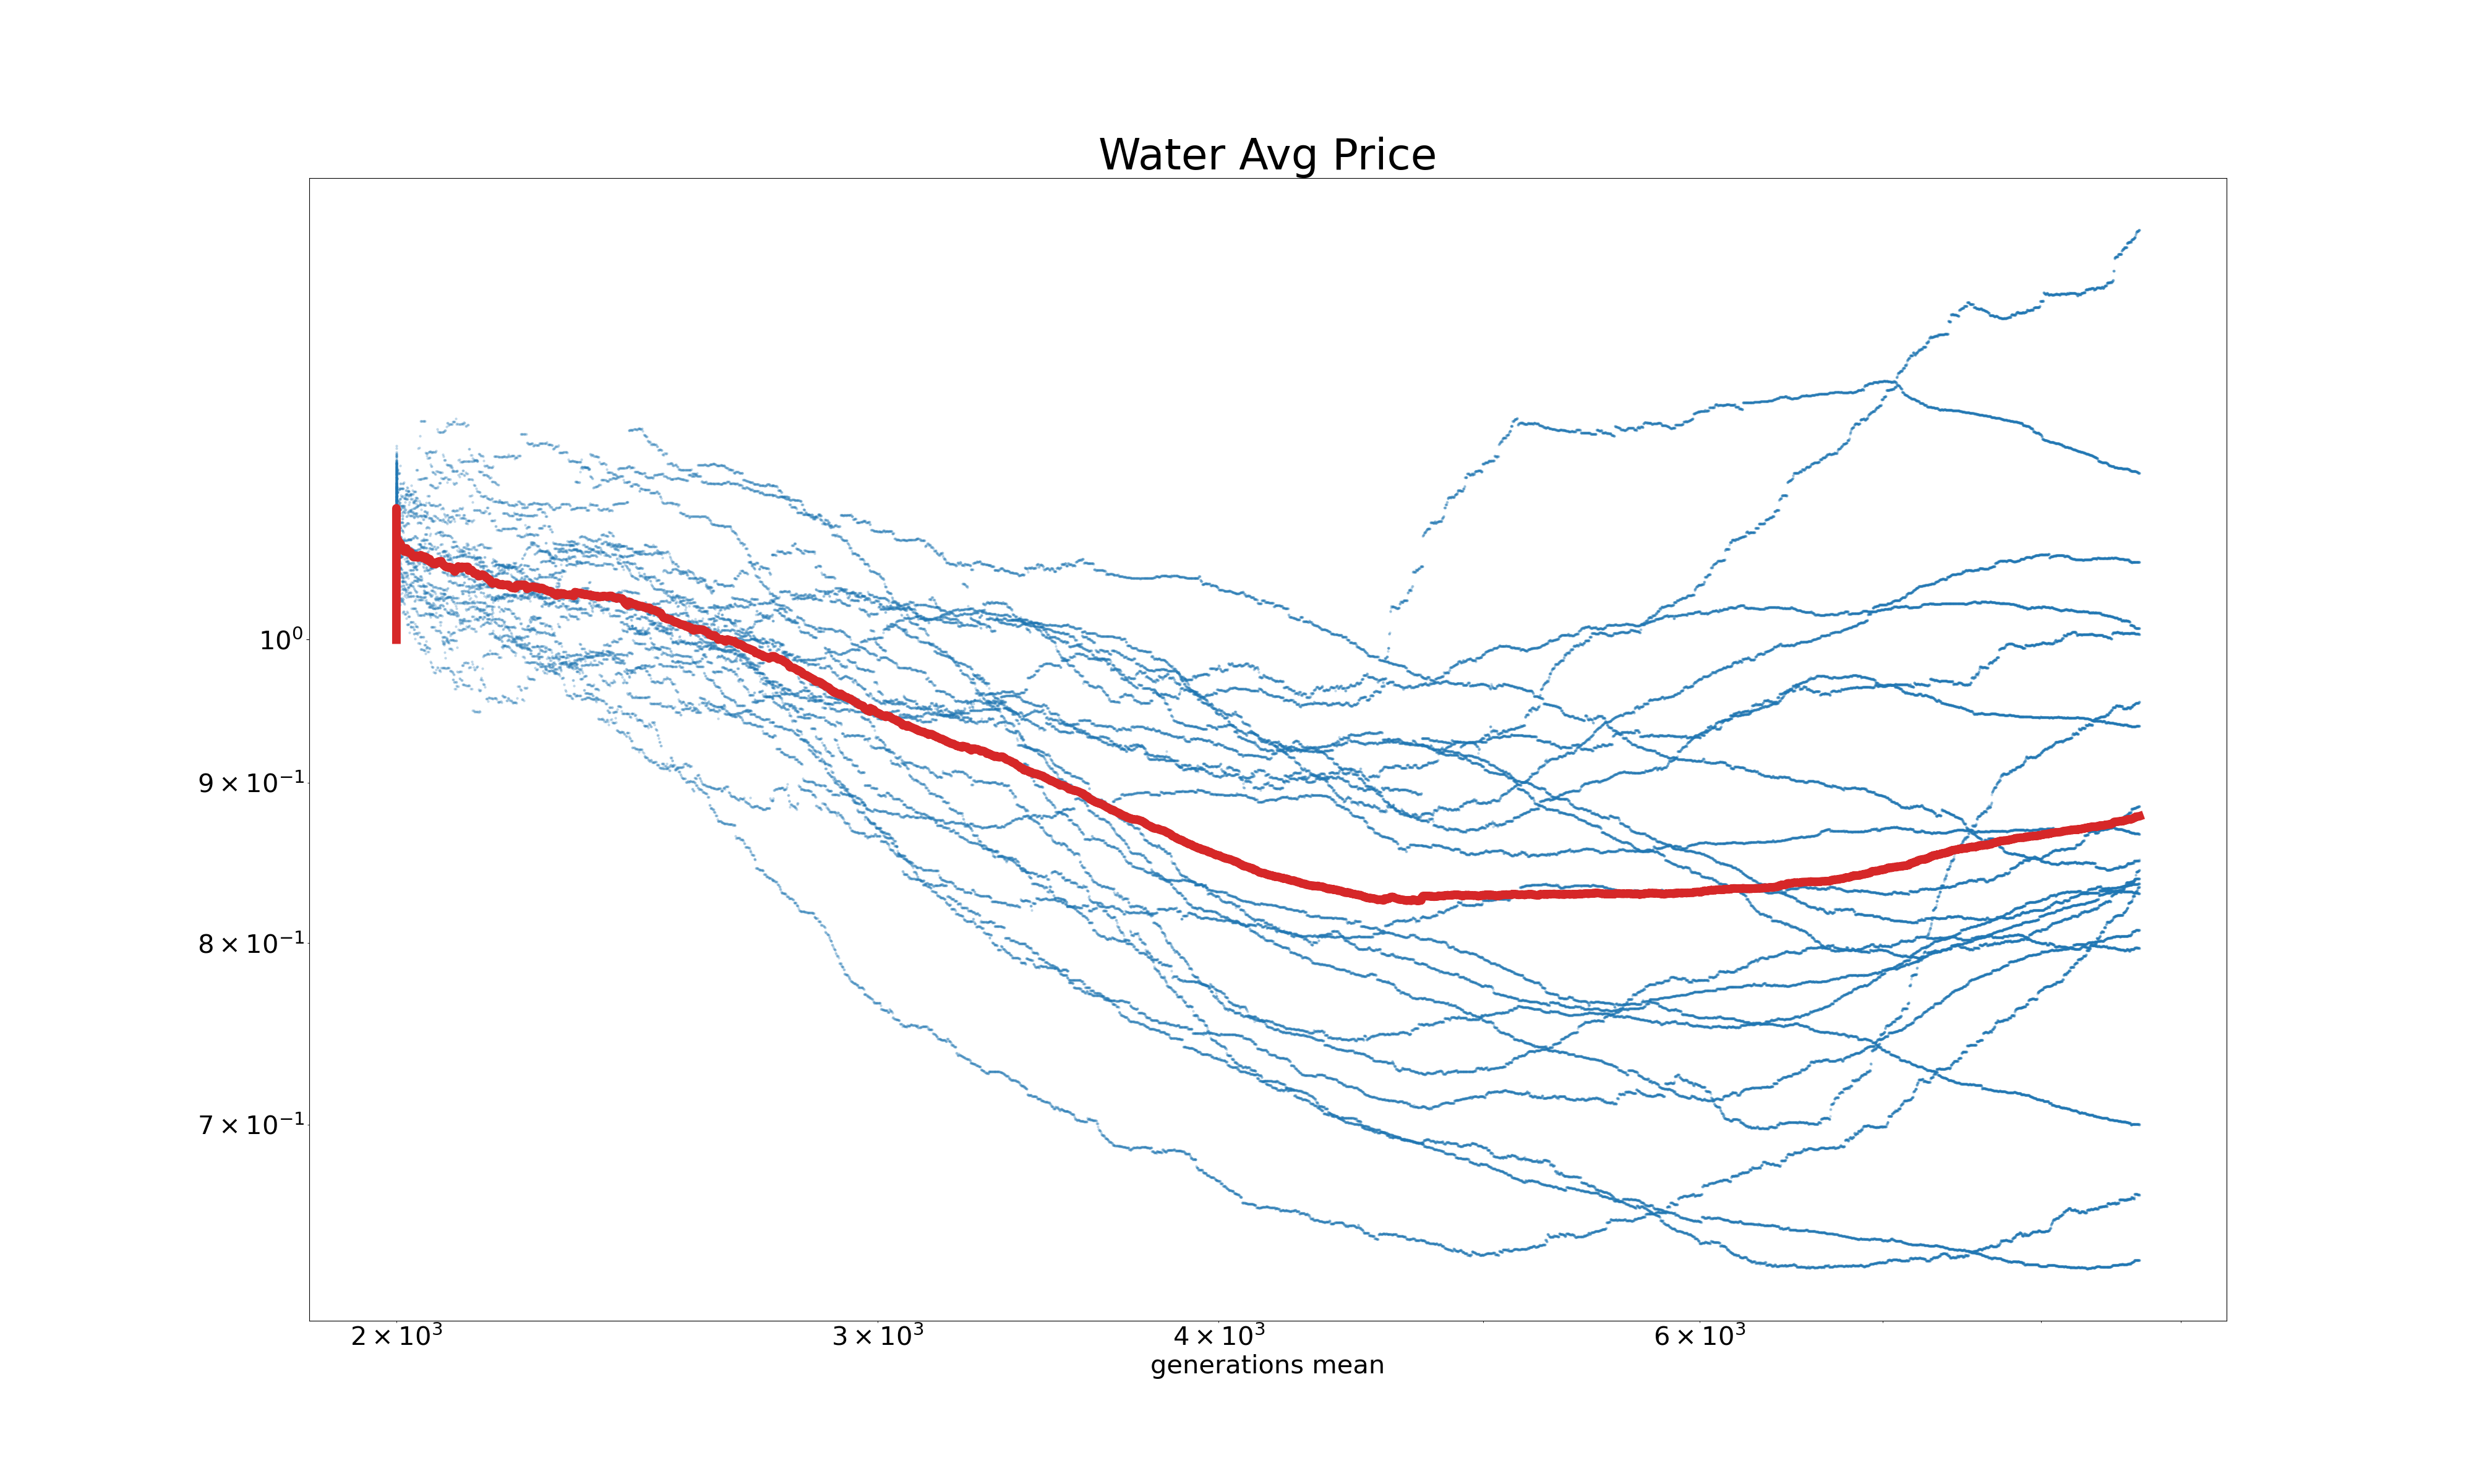 Water Avg Price
10⁰
9 × 10⁻¹
8 × 10⁻¹
7 × 10⁻¹
2 × 10³ 3 × 10³ 4 × 10³ 6 × 10³
generations mean